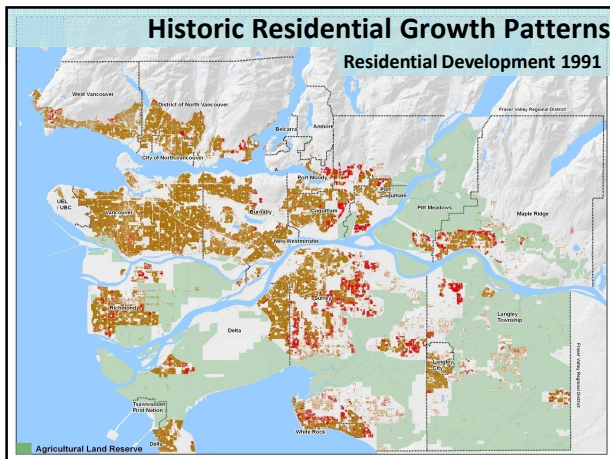 Historic Residential Growth Patterns
Residential Development 1991
West Vancouver
District of North Vancouver
Fraser Valley Regional District
Belcarra
Anmore
City of North Vancouver
Port Moody
Port
Coquitlam
UEL
/ UBC
Vancouver
Burnaby
Coquitlam
Pitt Meadows
Maple Ridge
New Westminster
Richmond
Delta
Surrey
Langley
Township
Langley
City
Fraser Valley Regional District
Tsawwassen
First Nation
Delta
White Rock
Agricultural Land Reserve